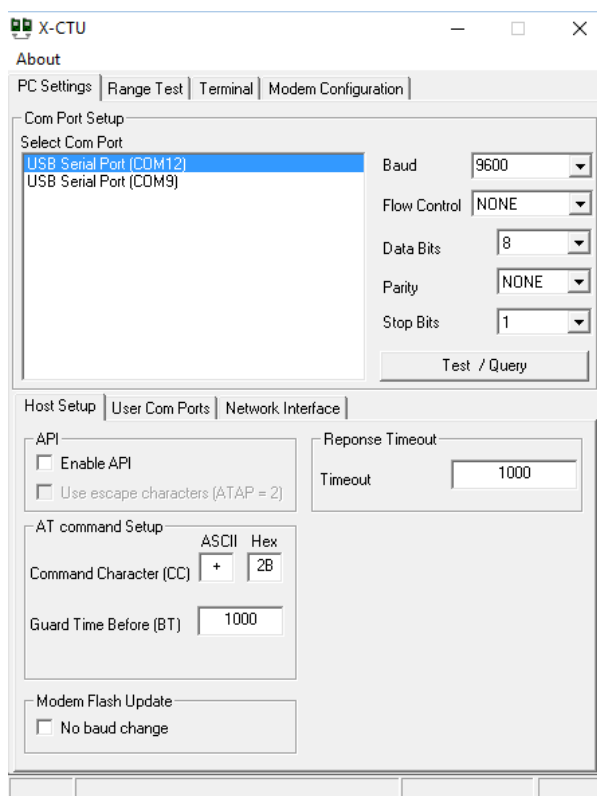 X-CTU
About
PC Settings Range Test Terminal Modem Configuration
Com Port Setup
Select Com Port
USB Serial Port (COM12)
USB Serial Port (COM9)
Baud 9600
Flow Control NONE
Data Bits 8
Parity NONE
Stop Bits 1
Test / Query
Host Setup User Com Ports Network Interface
API
Enable API
Use escape characters (ATAP = 2)
Reponse Timeout
Timeout 1000
AT command Setup
ASCII Hex
Command Character (CC) + 2B
Guard Time Before (BT) 1000
Modem Flash Update
No baud change